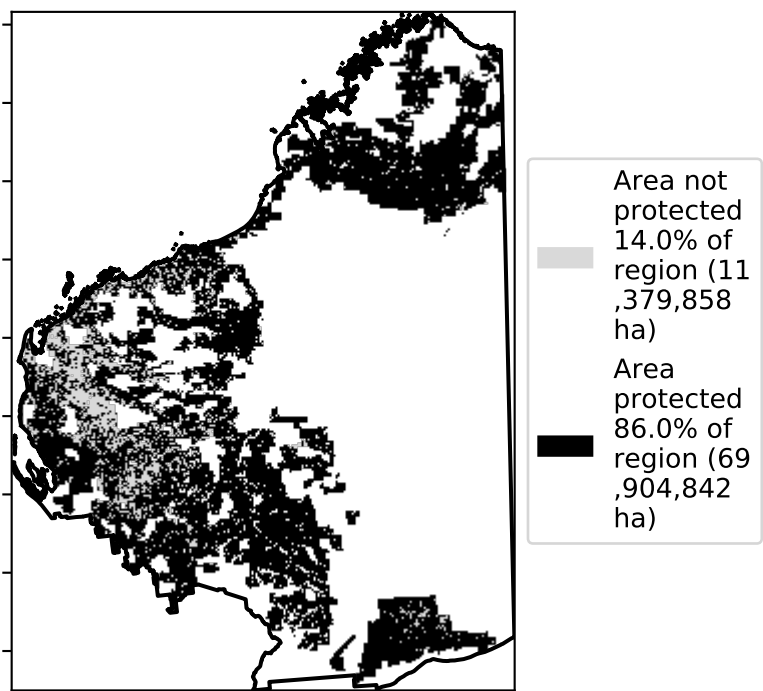 Area not
protected
14.0% of
region (11
,379,858
ha)
Area
protected
86.0% of
region (69
,904,842
ha)